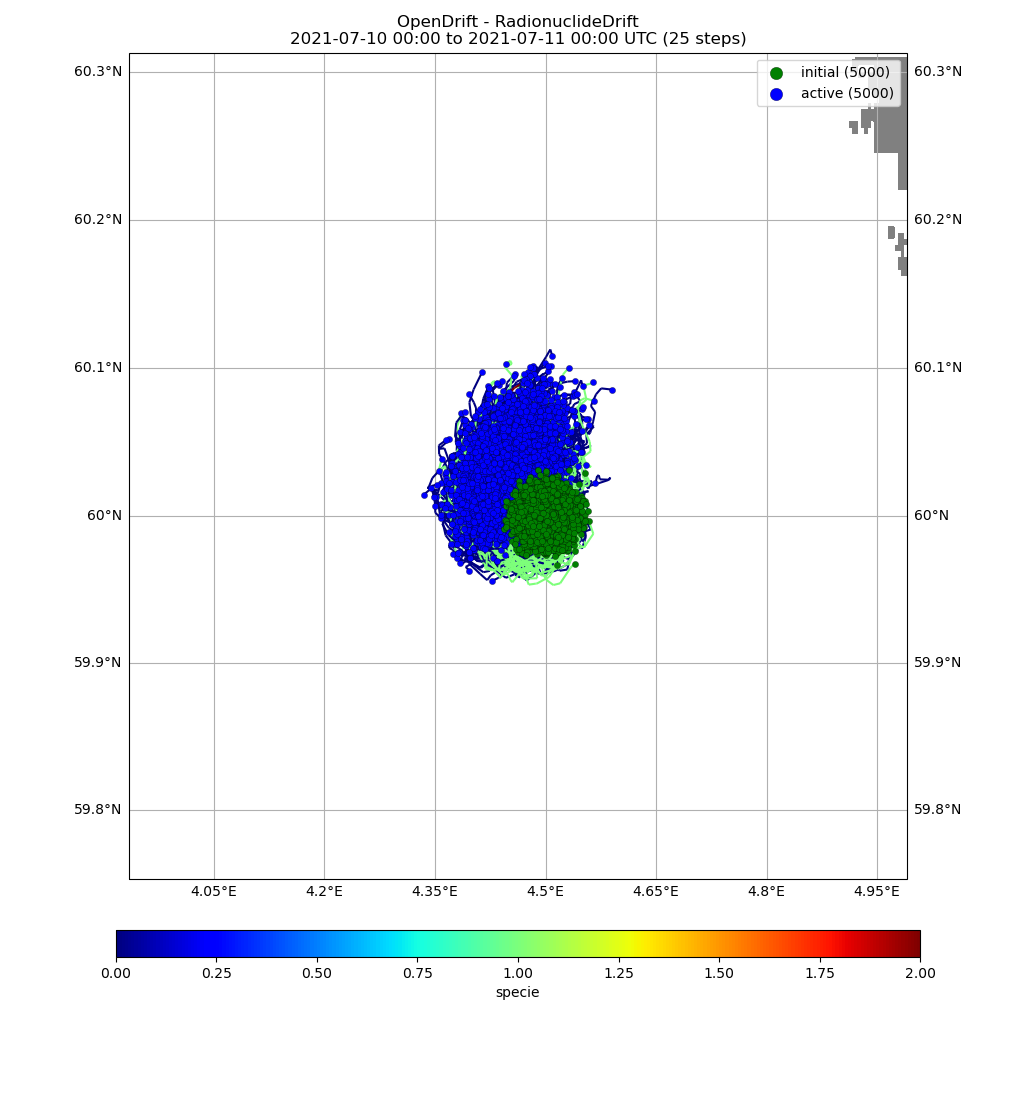 OpenDrift - RadionuclideDrift
2021-07-10 00:00 to 2021-07-11 00:00 UTC (25 steps)
initial (5000)
active (5000)
60.3°N 60.3°N
60.2°N 60.2°N
60.1°N 60.1°N
60°N 60°N
59.9°N 59.9°N
59.8°N 59.8°N
4.05°E 4.2°E 4.35°E 4.5°E 4.65°E 4.8°E 4.95°E
0.00 0.25 0.50 0.75 1.00 1.25 1.50 1.75 2.00
specie